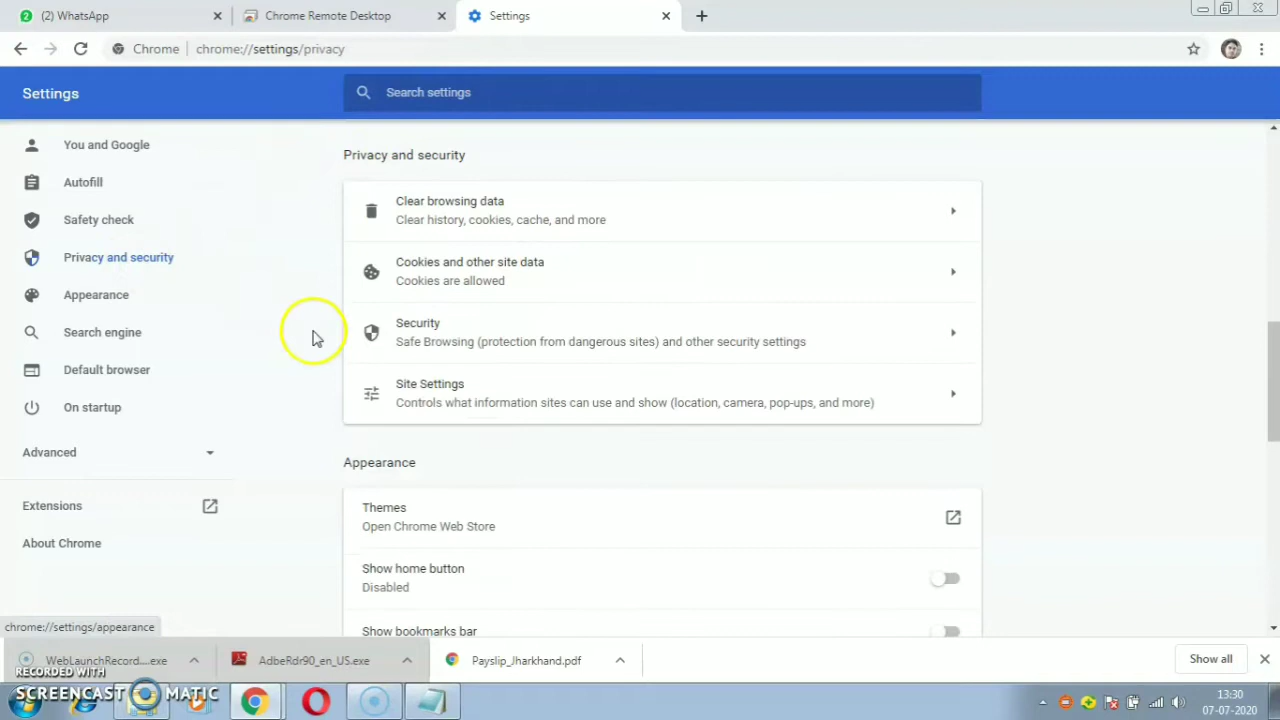 (2) WhatsApp
Chrome Remote Desktop
Settings
Chrome
chrome://settings/privacy
Settings
Search settings
You and Google
Autofill
Safety check
Privacy and security
Appearance
Search engine
Default browser
On startup
Advanced
Extensions
About Chrome
Privacy and security
Clear browsing data
Clear history, cookies, cache, and more
Cookies and other site data
Cookies are allowed
Security
Safe Browsing (protection from dangerous sites) and other security settings
Site Settings
Controls what information sites can use and show (location, camera, pop-ups, and more)
Appearance
Themes
Open Chrome Web Store
Show home button
Disabled
Show bookmarks bar
chrome://settings/appearance
WebLaunchRecord....exe
AdbeRdr90_en_US.exe
Payslip_Jharkhand.pdf
Show all
RECORDED WITH
SCREENCAST MATIC
13:30
07-07-2020